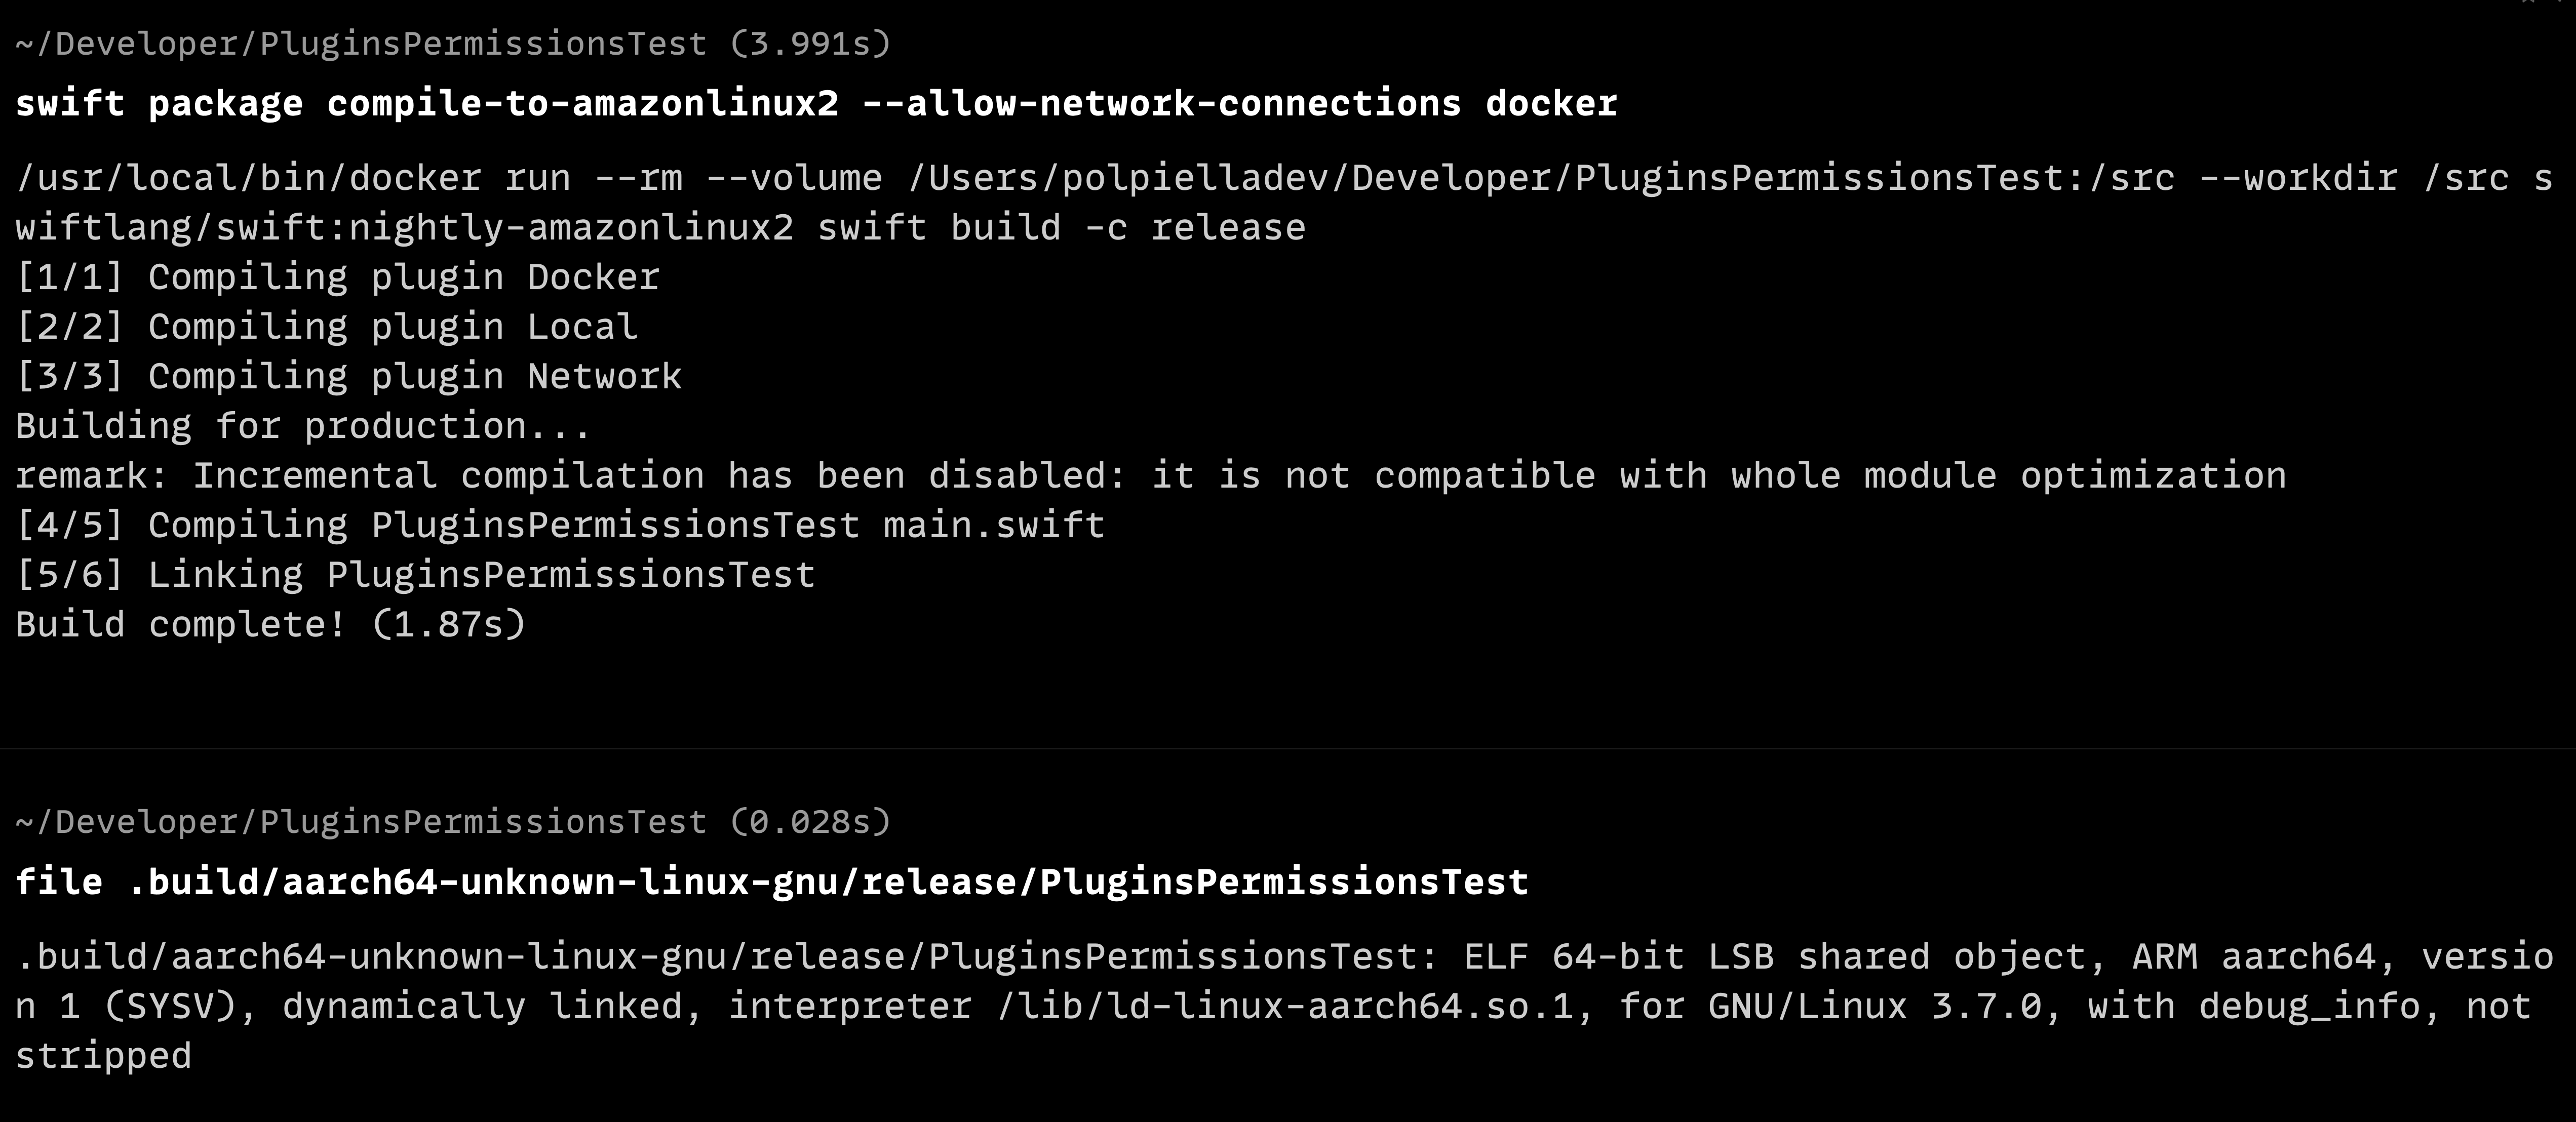 ~/Developer/PluginsPermissionsTest (3.991s)
swift package compile-to-amazonlinux2 --allow-network-connections docker
/usr/local/bin/docker run --rm --volume /Users/polpielladev/Developer/PluginsPermissionsTest:/src --workdir /src s
wiftlang/swift:nightly-amazonlinux2 swift build -c release
[1/1] Compiling plugin Docker
[2/2] Compiling plugin Local
[3/3] Compiling plugin Network
Building for production...
remark: Incremental compilation has been disabled: it is not compatible with whole module optimization
[4/5] Compiling PluginsPermissionsTest main.swift
[5/6] Linking PluginsPermissionsTest
Build complete! (1.87s)
~/Developer/PluginsPermissionsTest (0.028s)
file .build/aarch64-unknown-linux-gnu/release/PluginsPermissionsTest
.build/aarch64-unknown-linux-gnu/release/PluginsPermissionsTest: ELF 64-bit LSB shared object, ARM aarch64, versio
n 1 (SYSV), dynamically linked, interpreter /lib/ld-linux-aarch64.so.1, for GNU/Linux 3.7.0, with debug_info, not
stripped